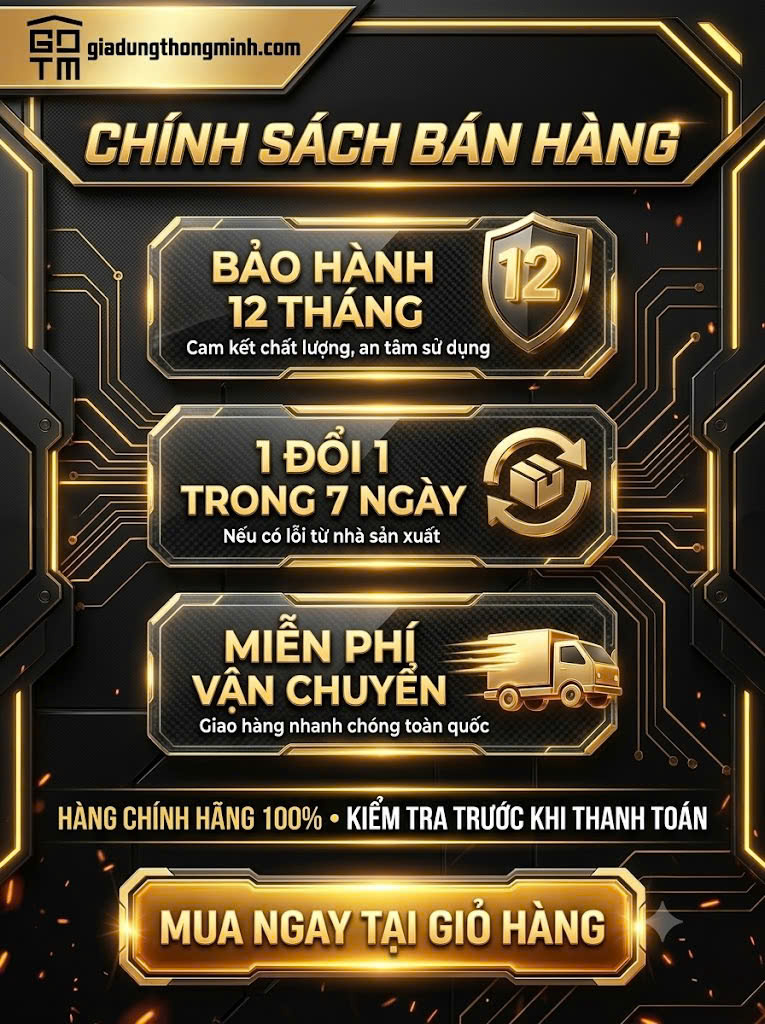 GD
TM
giadungthongminh.com
CHÍNH SÁCH BÁN HÀNG
BẢO HÀNH
12 THÁNG
Cam kết chất lượng, an tâm sử dụng
12
1 ĐỔI 1
TRONG 7 NGÀY
Nếu có lỗi từ nhà sản xuất
MIỄN PHÍ
VẬN CHUYỂN
Giao hàng nhanh chóng toàn quốc
HÀNG CHÍNH HÃNG 100% • KIỂM TRA TRƯỚC KHI THANH TOÁN
MUA NGAY TẠI GIỎ HÀNG